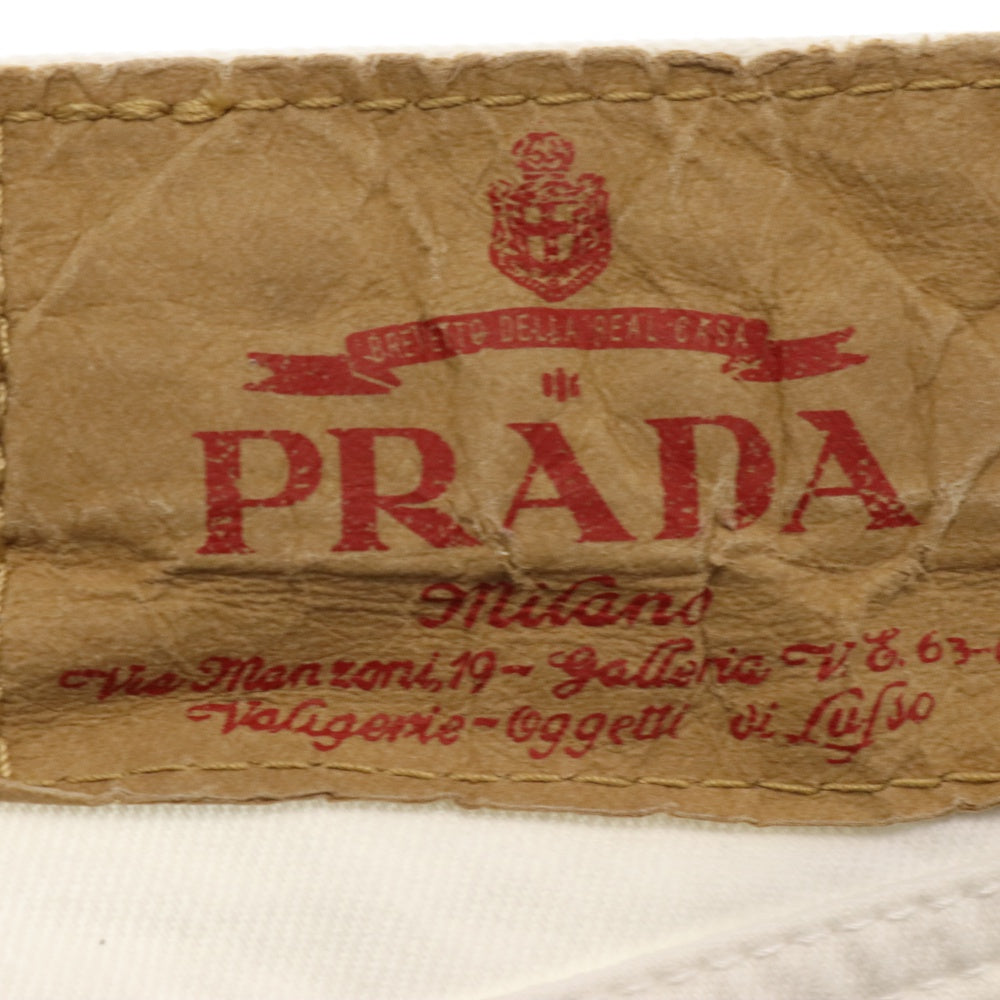 BREVETTO DELLA REAL CASA
PRADA
Milano
Via Manzoni, 19 - Galleria V. E. 63-
Valigerie - Oggetti di Lusso